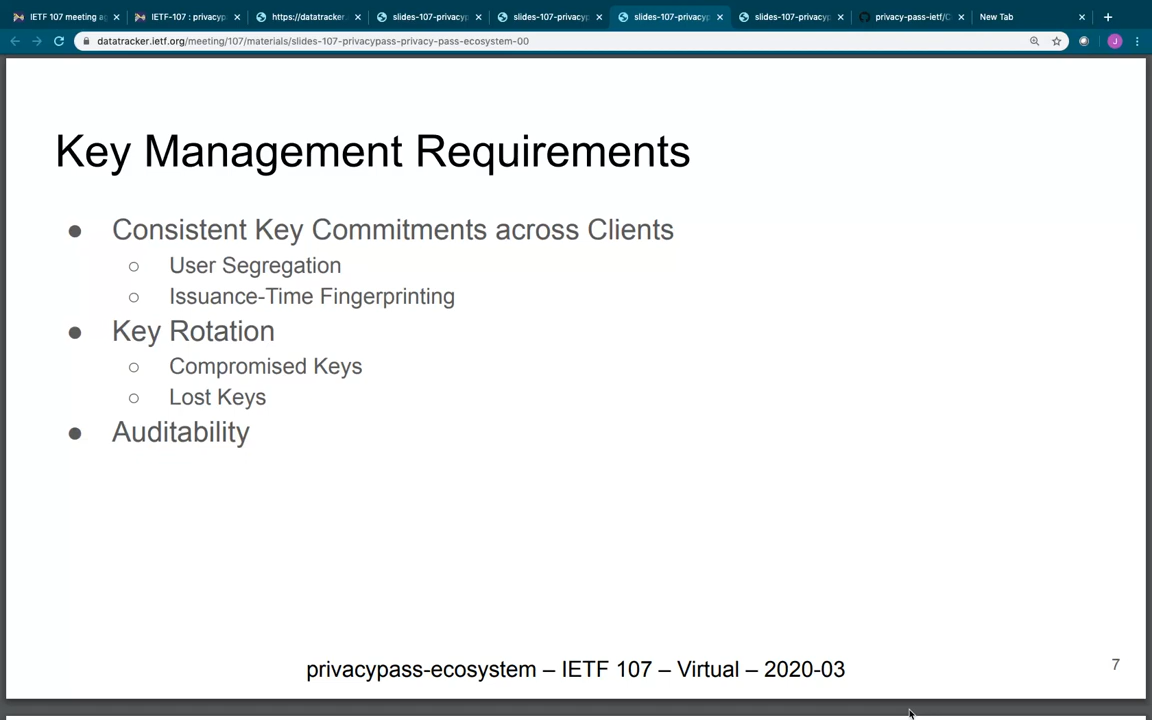 IETF 107 meeting ag
IETF-107 : privacyp
https://datatracker.
slides-107-privacyp
slides-107-privacyp
slides-107-privacyp
slides-107-privacyp
privacy-pass-ietf/C
New Tab
datatracker.ietf.org/meeting/107/materials/slides-107-privacypass-privacy-pass-ecosystem-00
J
Key Management Requirements
● Consistent Key Commitments across Clients
○ User Segregation
○ Issuance-Time Fingerprinting
● Key Rotation
○ Compromised Keys
○ Lost Keys
● Auditability
privacypass-ecosystem – IETF 107 – Virtual – 2020-03
7